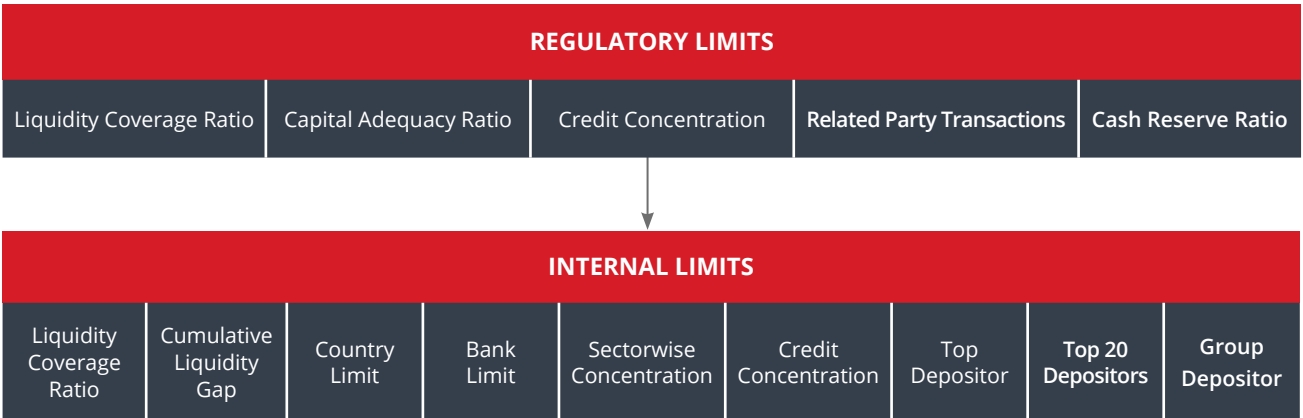 REGULATORY LIMITS
Liquidity Coverage Ratio
Capital Adequacy Ratio
Credit Concentration
Related Party Transactions
Cash Reserve Ratio
INTERNAL LIMITS
Liquidity
Coverage
Ratio
Cumulative
Liquidity
Gap
Country
Limit
Bank
Limit
Sectorwise
Concentration
Credit
Concentration
Top
Depositor
Top 20
Depositors
Group
Depositor